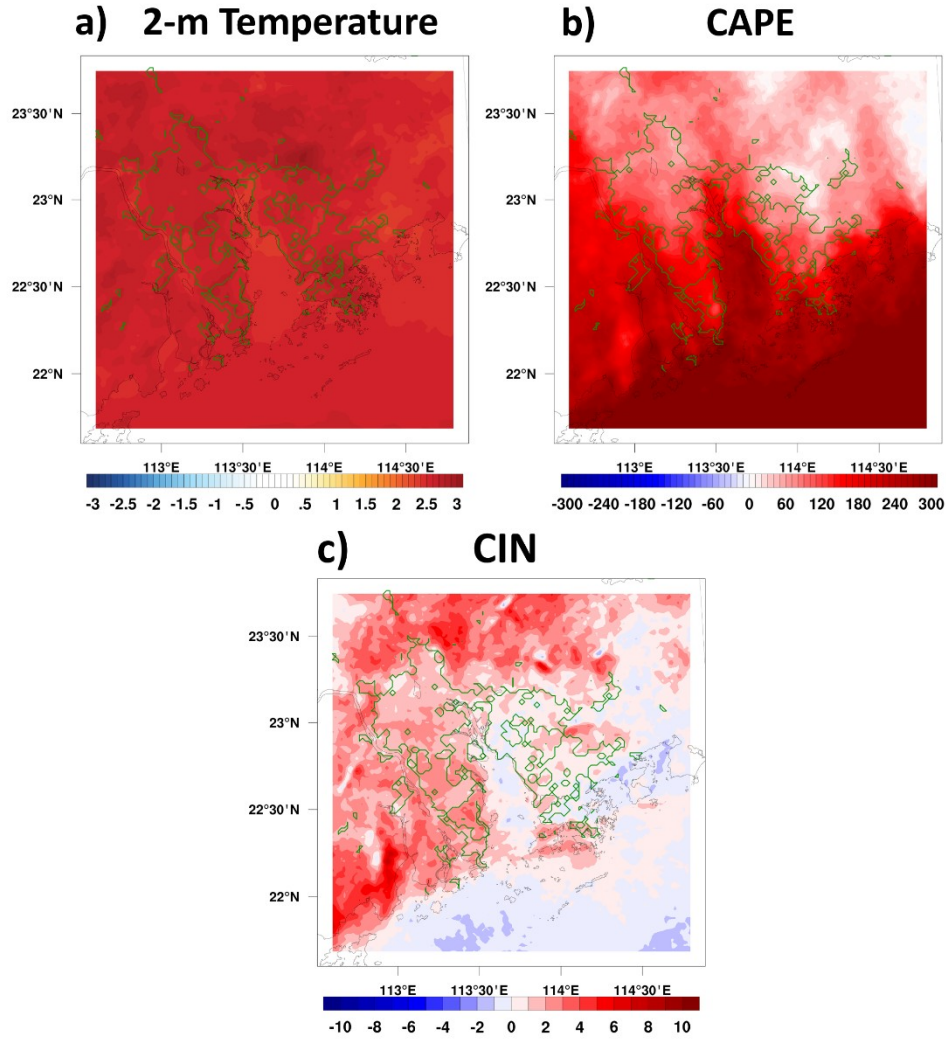 a) 2-m Temperature
23°30'N
23°N
22°30'N
22°N
113°E 113°30'E 114°E 114°30'E
-3 -2.5 -2 -1.5 -1 -.5 0 .5 1 1.5 2 2.5 3
b) CAPE
23°30'N
23°N
22°30'N
22°N
113°E 113°30'E 114°E 114°30'E
-300 -240 -180 -120 -60 0 60 120 180 240 300
c) CIN
23°30'N
23°N
22°30'N
22°N
113°E 113°30'E 114°E 114°30'E
-10 -8 -6 -4 -2 0 2 4 6 8 10